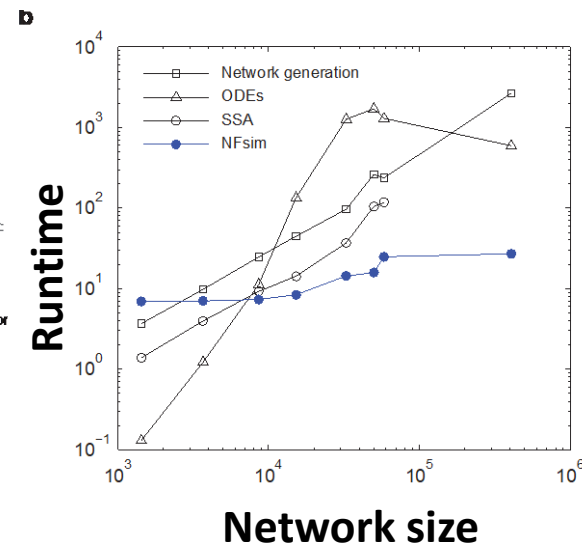 b
10^4
10^3
10^2
10^1
10^0
10^−1
Network generation
ODEs
SSA
NFsim
Runtime
or
10^3
10^4
10^5
10^6
Network size